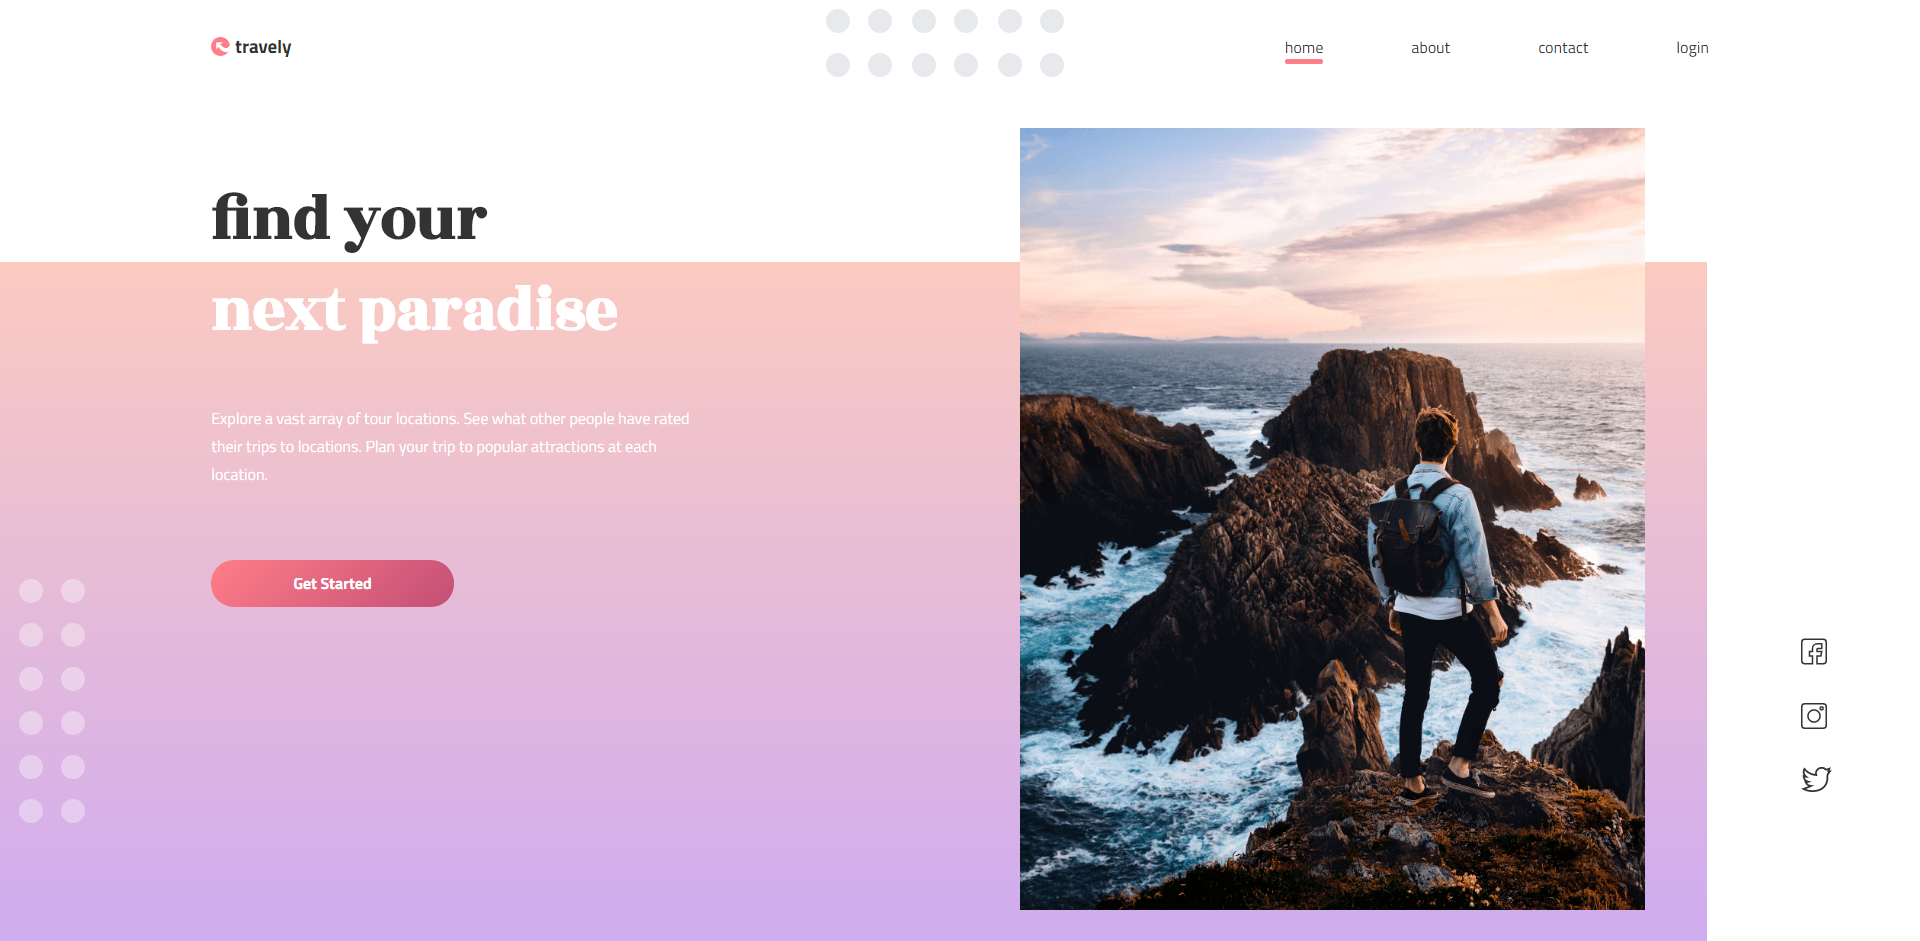 travely
home
about
contact
login
find your
next paradise
Explore a vast array of tour locations. See what other people have rated
their trips to locations. Plan your trip to popular attractions at each
location.
Get Started